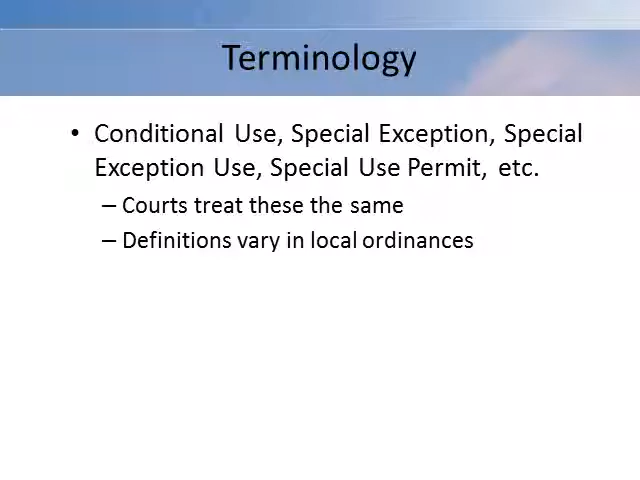 Terminology
• Conditional Use, Special Exception, Special
Exception Use, Special Use Permit, etc.
– Courts treat these the same
– Definitions vary in local ordinances